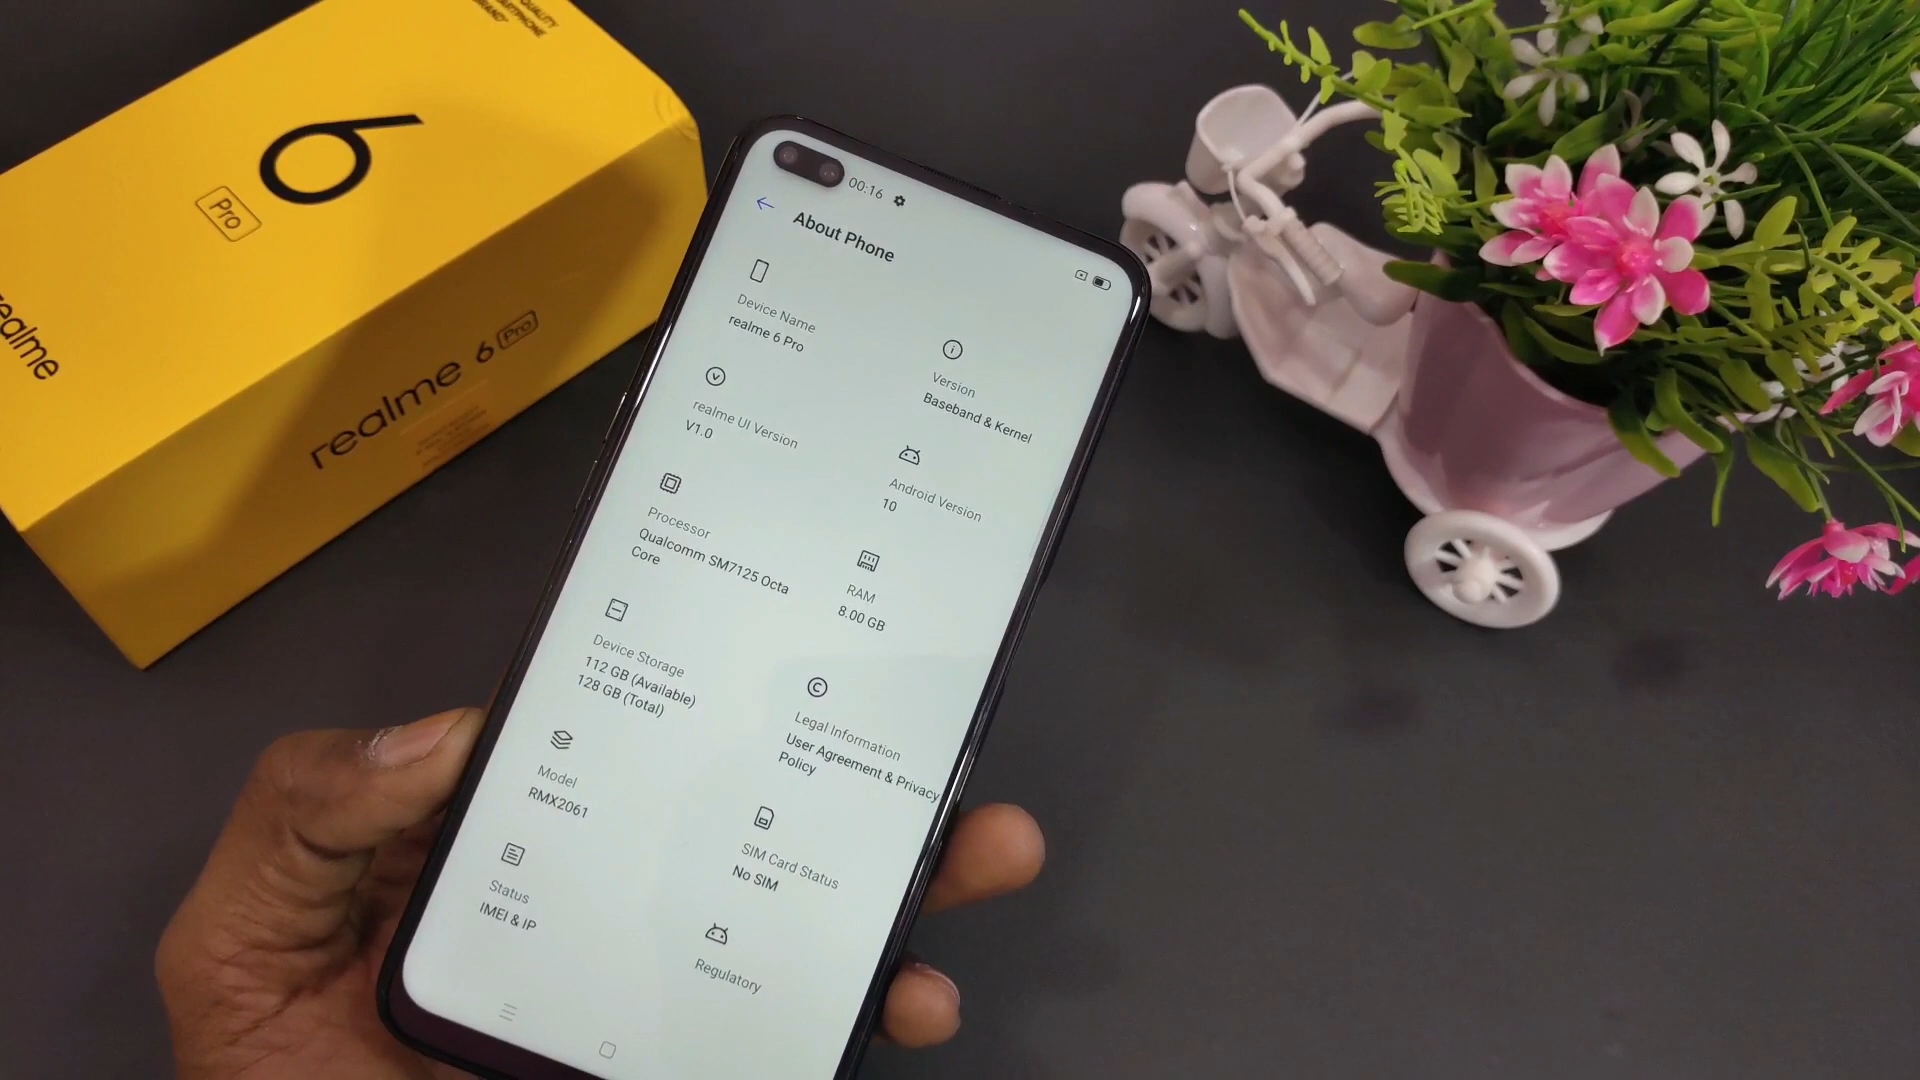 QUALITY
6
Pro
realme
realme 6 Pro
00:16
About Phone
Device Name
realme 6 Pro
Version
Baseband & Kernel
realme UI Version
V1.0
Android Version
10
Processor
Qualcomm SM7125 Octa
Core
RAM
8.00 GB
Device Storage
112 GB (Available)
128 GB (Total)
Legal Information
User Agreement & Privacy
Policy
Model
RMX2061
SIM Card Status
No SIM
Status
IMEI & IP
Regulatory